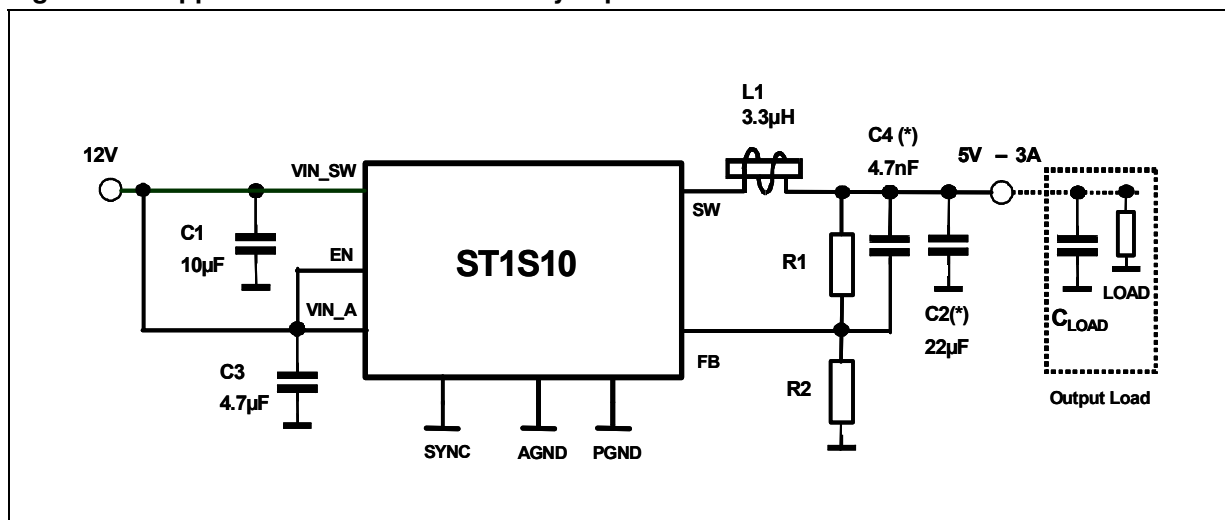 L1
3.3µH
C4 (*)
4.7nF
5V – 3A
12V
VIN_SW
SW
C1
10µF
EN
ST1S10
R1
VIN_A
C2(*)
22µF
LOAD
CLOAD
FB
C3
4.7µF
R2
Output Load
SYNC
AGND
PGND